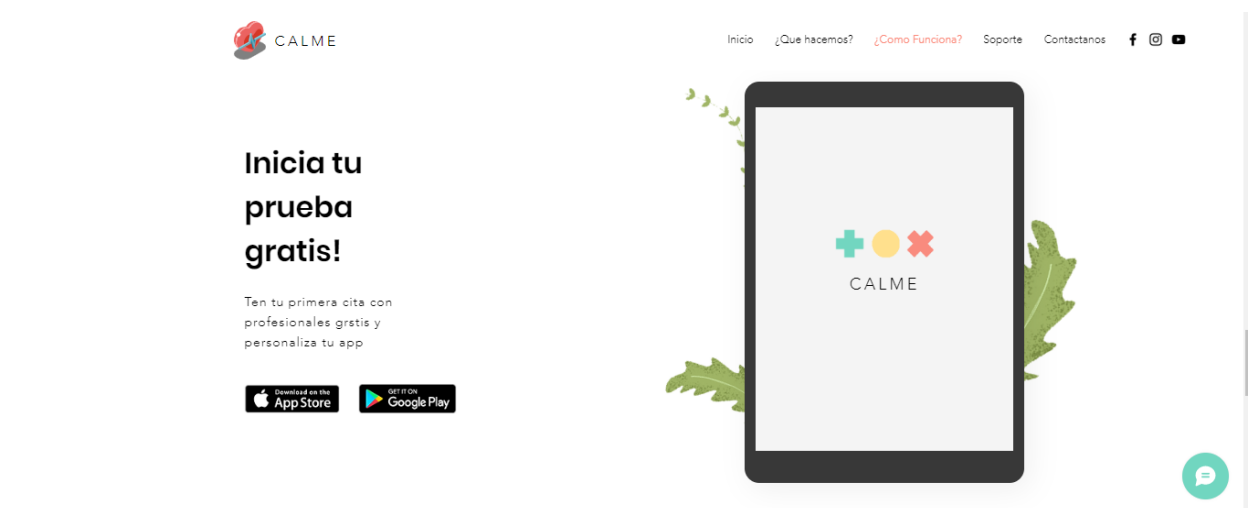 CALME
Inicio ¿Que hacemos? ¿Como Funciona? Soporte Contactanos
Inicia tu
prueba
gratis!
Ten tu primera cita con
profesionales grstis y
personaliza tu app
Download on the
App Store
GET IT ON
Google Play
CALME